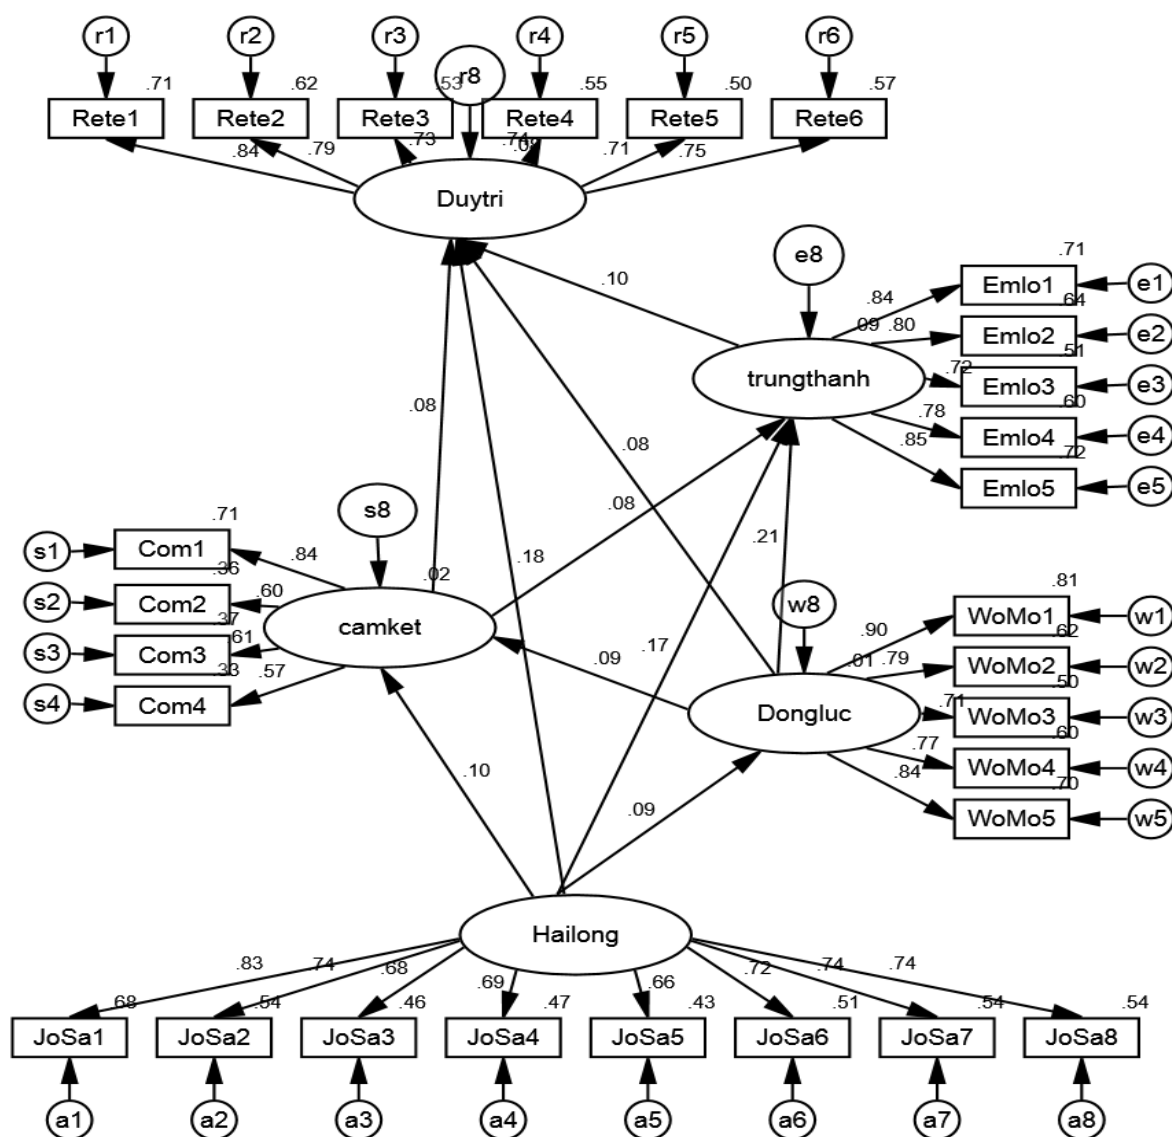 r1 r2 r3 r4 r5 r6
r8
.71 .62 .53 .55 .50 .57
Rete1 Rete2 Rete3 Rete4 Rete5 Rete6
.84 .79 .73 .74 .71 .75
Duytri
e8
.10
.71
Emlo1 e1
.84 .64
.09 .80 Emlo2 e2
.51
.72 Emlo3 e3
.60
.78 Emlo4 e4
.85 .72
Emlo5 e5
.08
.08
.08
s8
.71
s1 Com1
.84
.36
s2 Com2 .60
.02
.37
s3 Com3 .61
camket
.33
s4 Com4 .57
.18
.21
w8
.81
WoMo1 w1
.90 .62
.17
.09
.01 .79 WoMo2 w2
.50
Dongluc .71 WoMo3 w3
.60
.77 WoMo4 w4
.84 .70
WoMo5 w5
trungthanh
.10
.09
Hailong
.83 .74 .68 .69 .66 .72 .74 .74
.68 .54 .46 .47 .43 .51 .54 .54
JoSa1 JoSa2 JoSa3 JoSa4 JoSa5 JoSa6 JoSa7 JoSa8
a1 a2 a3 a4 a5 a6 a7 a8